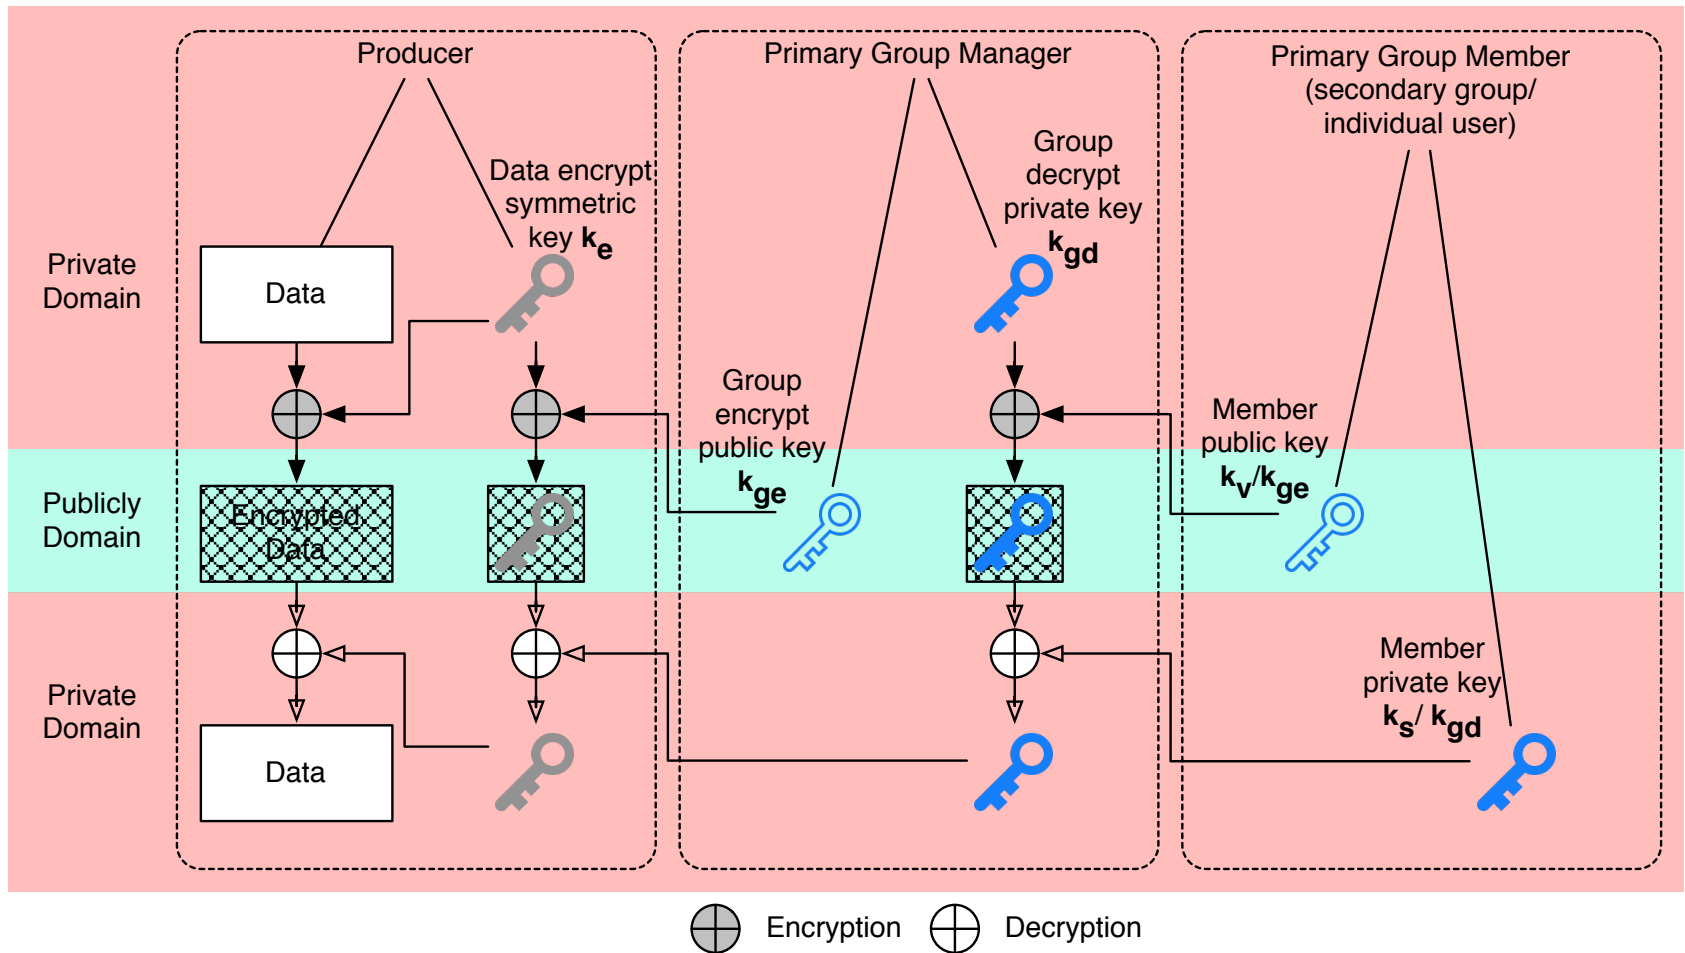 Producer
Primary Group Manager
Primary Group Member
(secondary group/
individual user)
Data encrypt
symmetric
key ke
Group
decrypt
private key
kgd
Private
Domain
Data
Group
encrypt
public key
kge
Member
public key
kv/kge
Publicly
Domain
Encrypted
Data
Member
private key
ks/ kgd
Private
Domain
Data
Encryption
Decryption